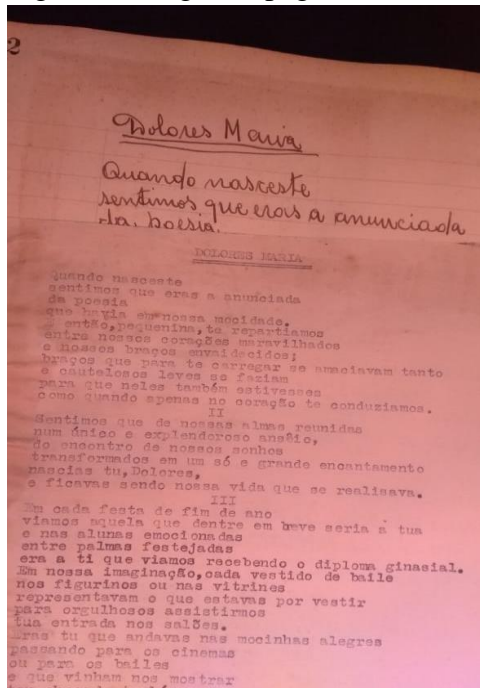 2
Dolores Maria
Quando nasceste
sentimos que eras a anunciada
da poesia.
DOLORES MARIA
Quando nasceste
sentimos que eras a anunciada
da poesia
que havia em nossa mocidade.
então,pequenina,te repartiamos
entre nossos corações maravilhados
e nossos braços envaidecidos;
braços que para te carregar se amaciavam tanto
e cautelosos leves se faziam
para que neles também estivesses
como quando apenas no coração te conduziamos.
II
Sentimos que de nossas almas reunidas
num único e explendoroso anseio,
do encontro de nossos sonhos
transformados em um só e grande encantamento
nascias tu,Dolores,
e ficavas sendo nossa vida que se realisava.
III
Em cada festa de fim de ano
viamos aquela que dentre em breve seria a tua
e nas alunas emocionadas
entre palmas festejadas
era a ti que viamos recebendo o diploma ginasial.
Em nossa imaginação,cada vestido de baile
nos figurinos ou nas vitrines
representavam o que estavas por vestir
para orgulhosos assistirmos
tua entrada nos salões.
Eras tu que andavas nas mocinhas alegres
passando para os cinemas
ou para os bailes
e que vinham nos mostrar